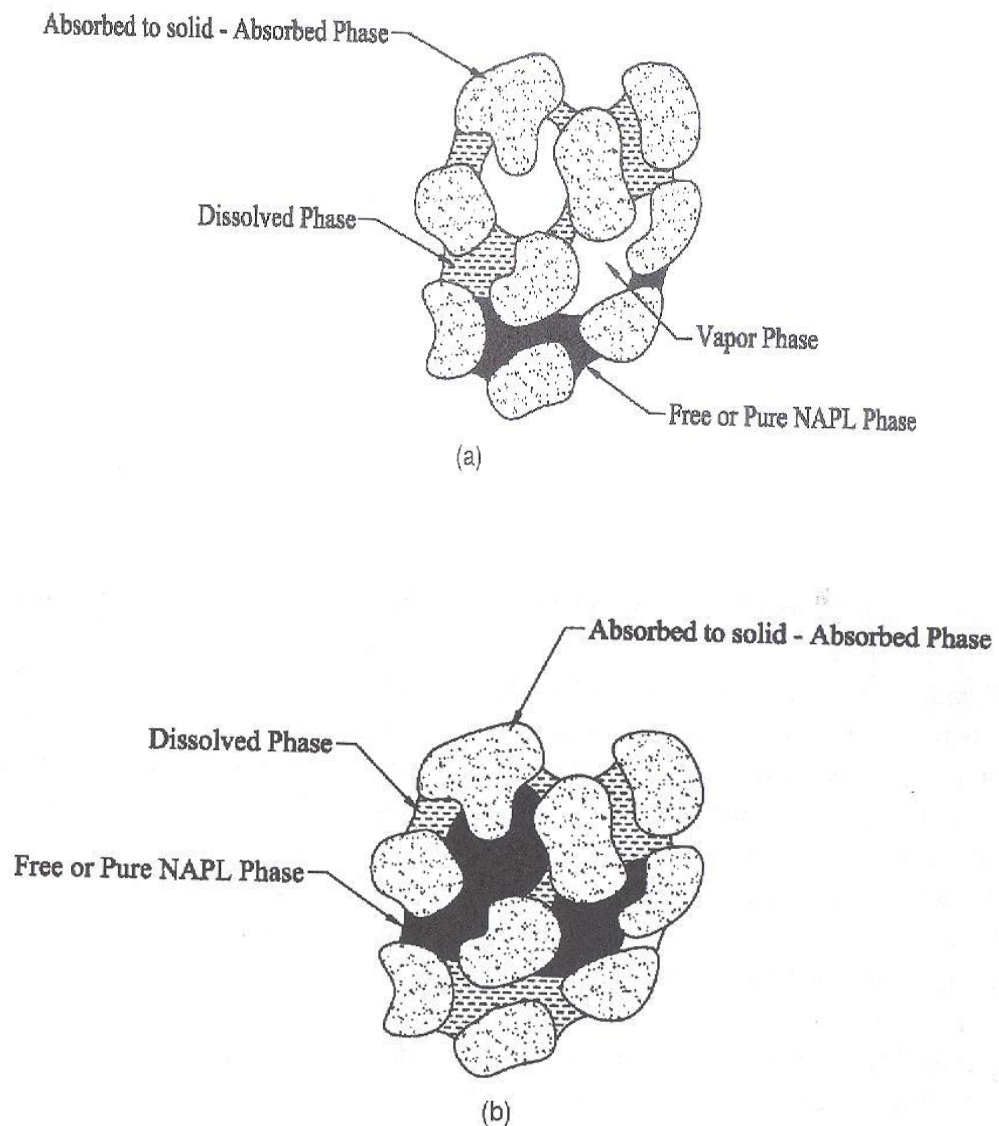 Absorbed to solid - Absorbed Phase
Dissolved Phase
Vapor Phase
Free or Pure NAPL Phase
(a)
Absorbed to solid - Absorbed Phase
Dissolved Phase
Free or Pure NAPL Phase
(b)